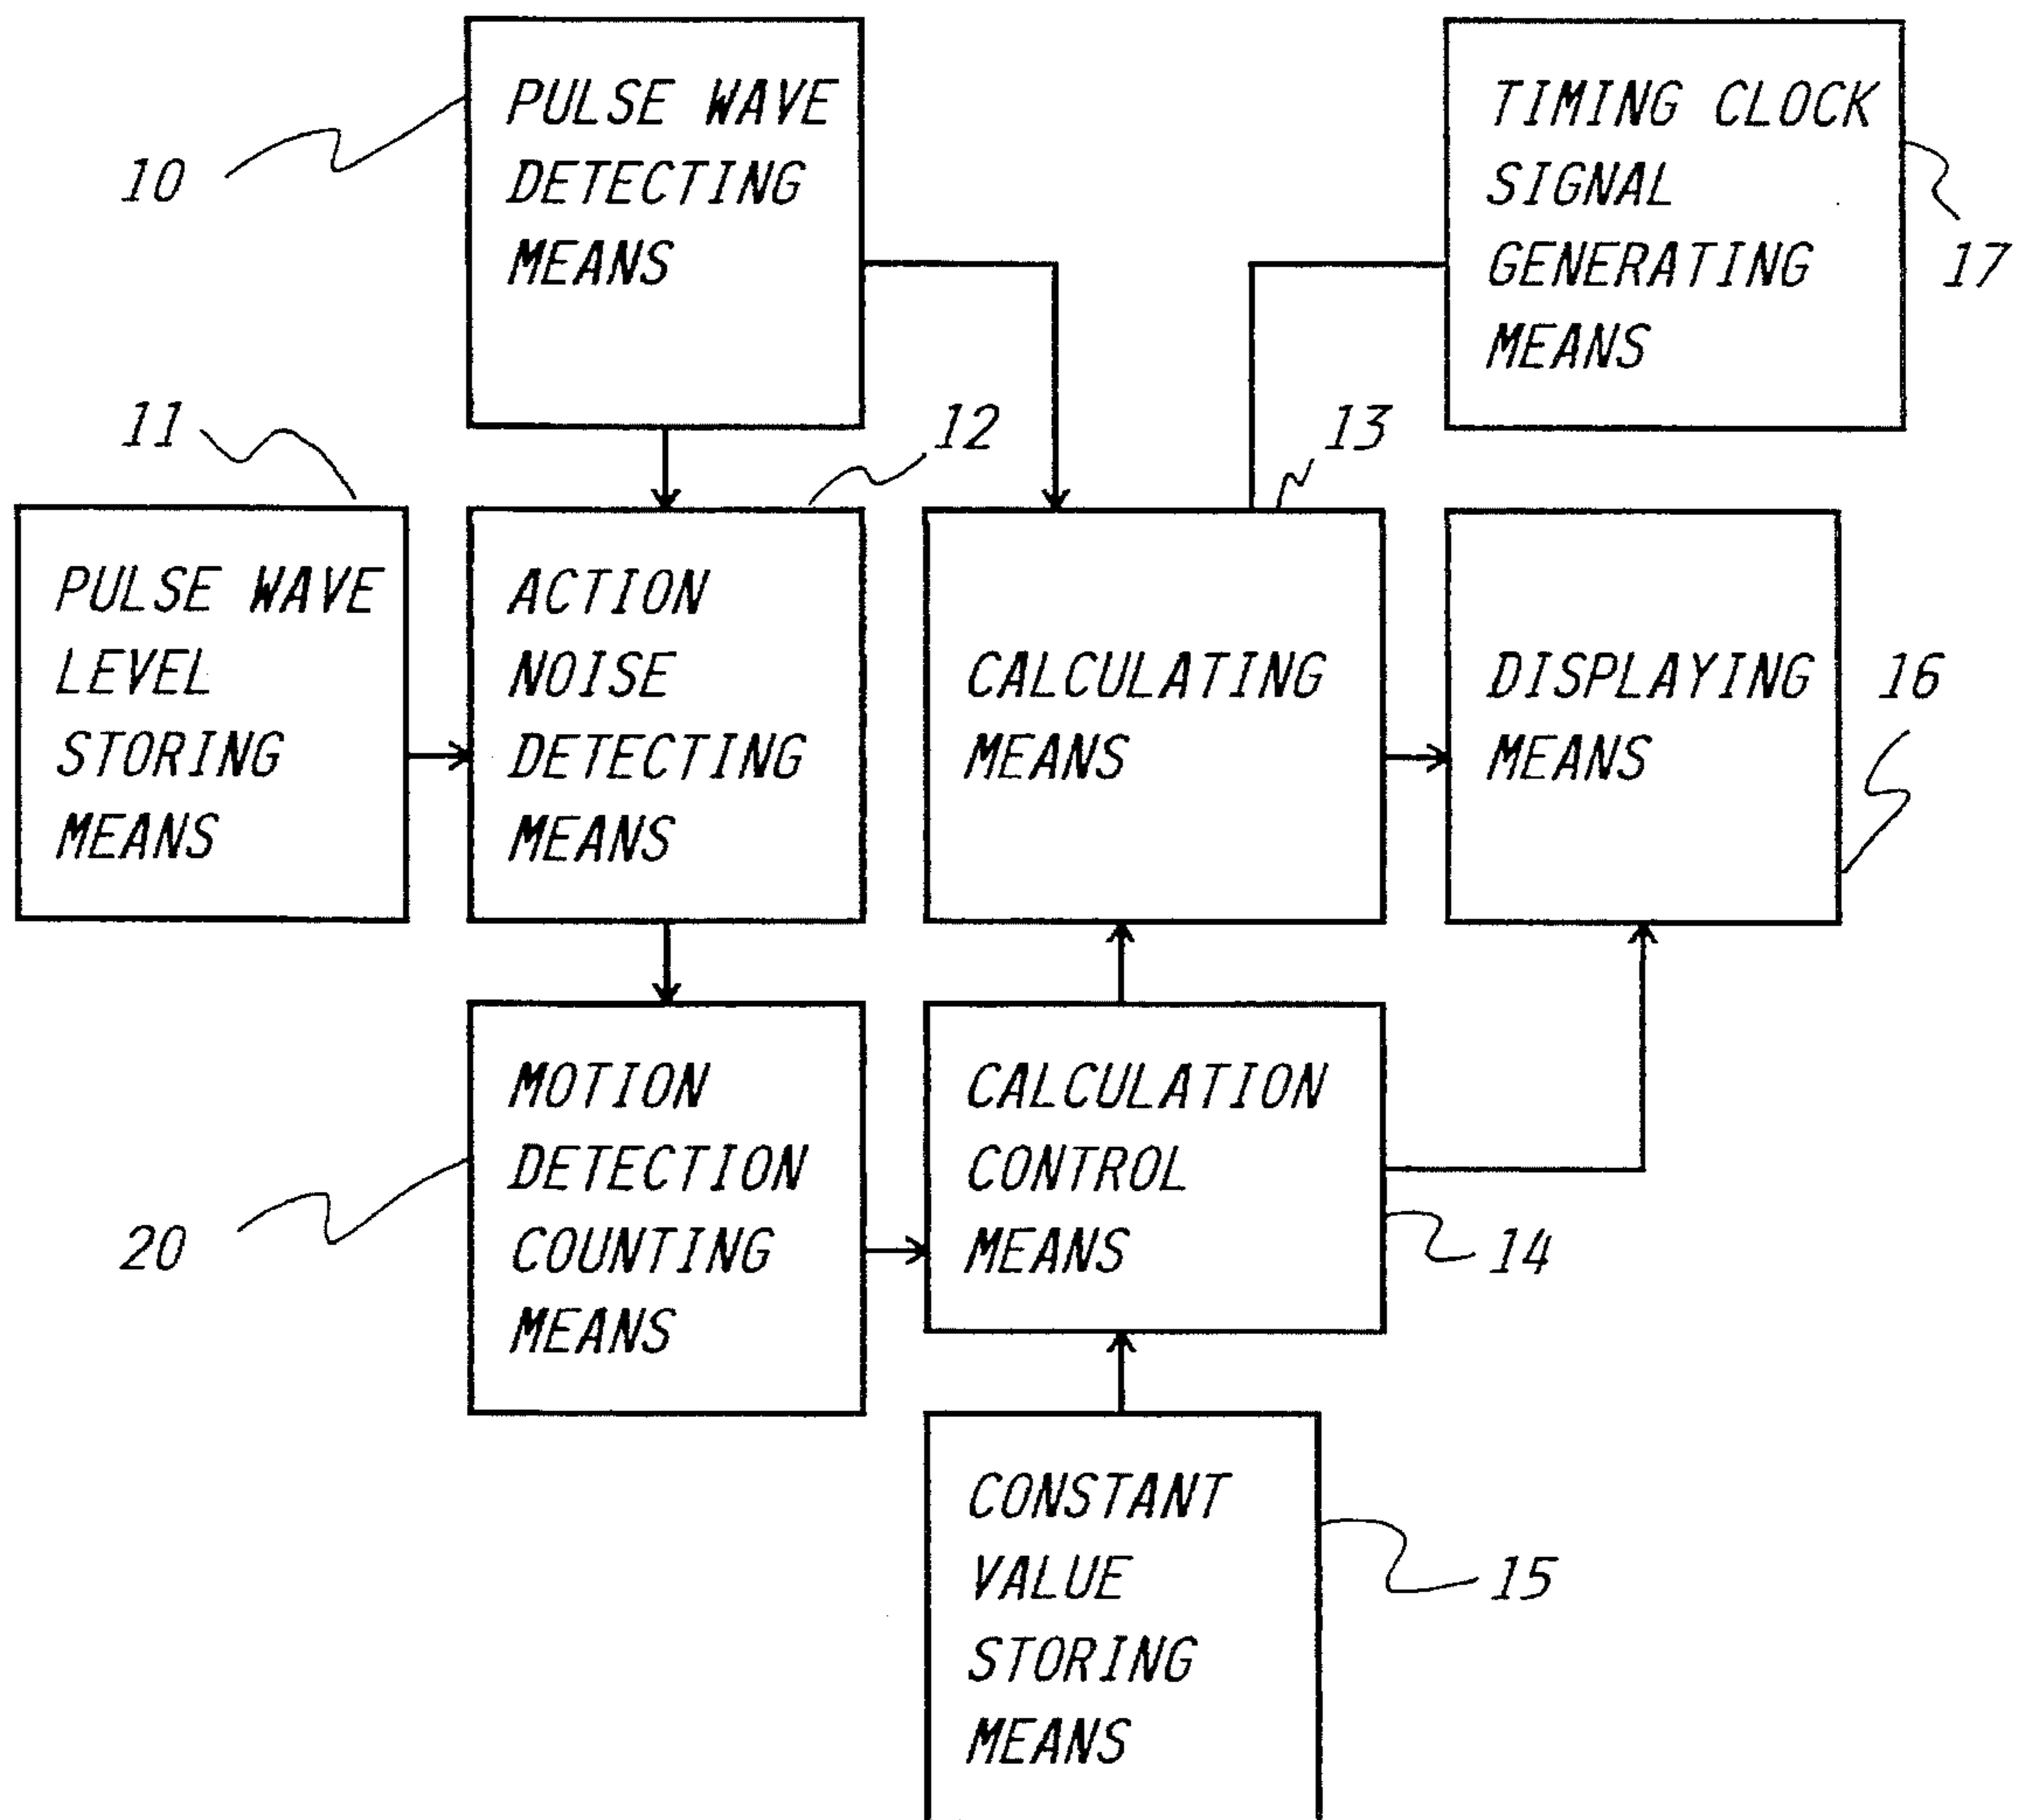 PULSE WAVE
DETECTING
MEANS
10
TIMING CLOCK
SIGNAL
GENERATING
MEANS
17
11
12
13
PULSE WAVE
LEVEL
STORING
MEANS
ACTION
NOISE
DETECTING
MEANS
CALCULATING
MEANS
DISPLAYING
MEANS
16
MOTION
DETECTION
COUNTING
MEANS
20
CALCULATION
CONTROL
MEANS
14
CONSTANT
VALUE
STORING
MEANS
15